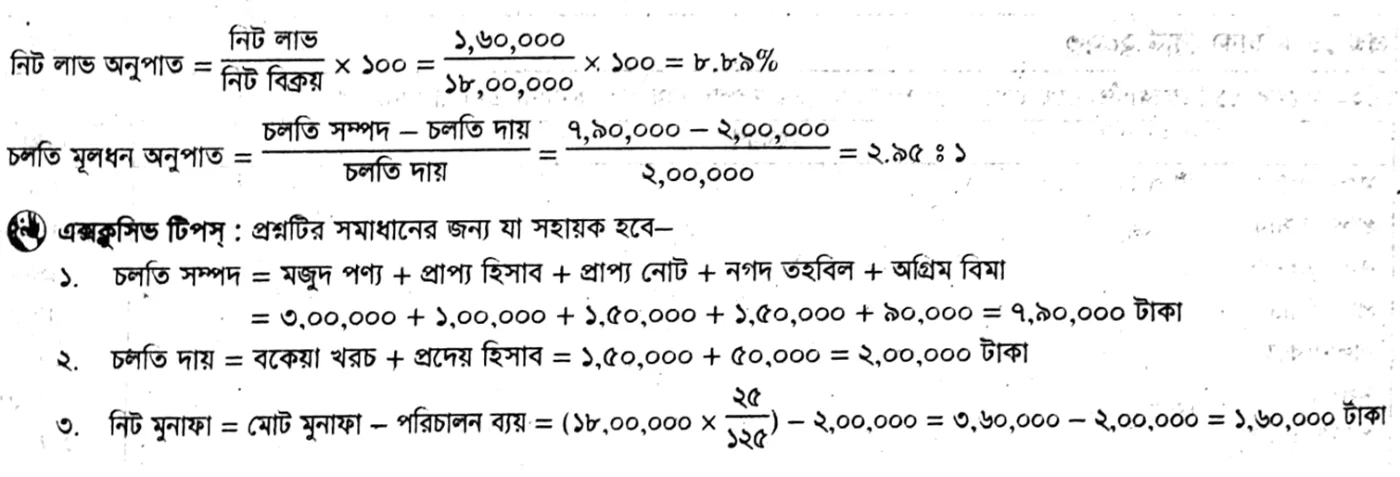 নিট লাভ অনুপাত = নিট লাভ / নিট বিক্রয় × ১০০ = ১,৬০,০০০ / ১৮,০০,০০০ × ১০০ = ৮.৮৯%
চলতি মূলধন অনুপাত = চলতি সম্পদ – চলতি দায় / চলতি দায় = ৭,৯০,০০০ – ২,০০,০০০ / ২,০০,০০০ = ২.৯৫ ঃ ১
এক্সক্লুসিভ টিপস্ : প্রশ্নটির সমাধানের জন্য যা সহায়ক হবে–
১. চলতি সম্পদ = মজুদ পণ্য + প্রাপ্য হিসাব + প্রাপ্য নোট + নগদ তহবিল + অগ্রিম বিমা
= ৩,০০,০০০ + ১,০০,০০০ + ১,৫০,০০০ + ১,৫০,০০০ + ৯০,০০০ = ৭,৯০,০০০ টাকা
২. চলতি দায় = বকেয়া খরচ + প্রদেয় হিসাব = ১,৫০,০০০ + ৫০,০০০ = ২,০০,০০০ টাকা
৩. নিট মুনাফা = মোট মুনাফা – পরিচালন ব্যয় = (১৮,০০,০০০ × ২৫ / ১২৫) – ২,০০,০০০ = ৩,৬০,০০০ – ২,০০,০০০ = ১,৬০,০০০ টাকা